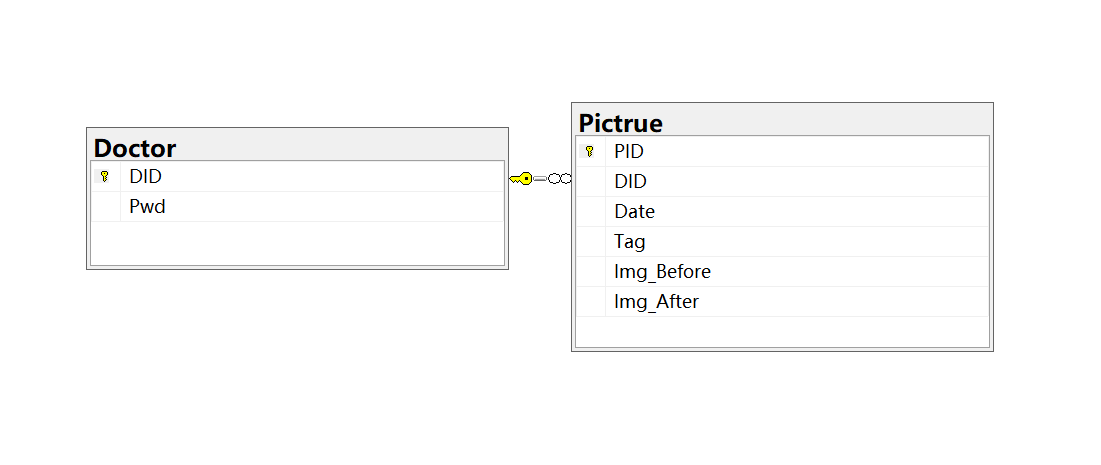 Doctor
DID
Pwd
Pictrue
PID
DID
Date
Tag
Img_Before
Img_After